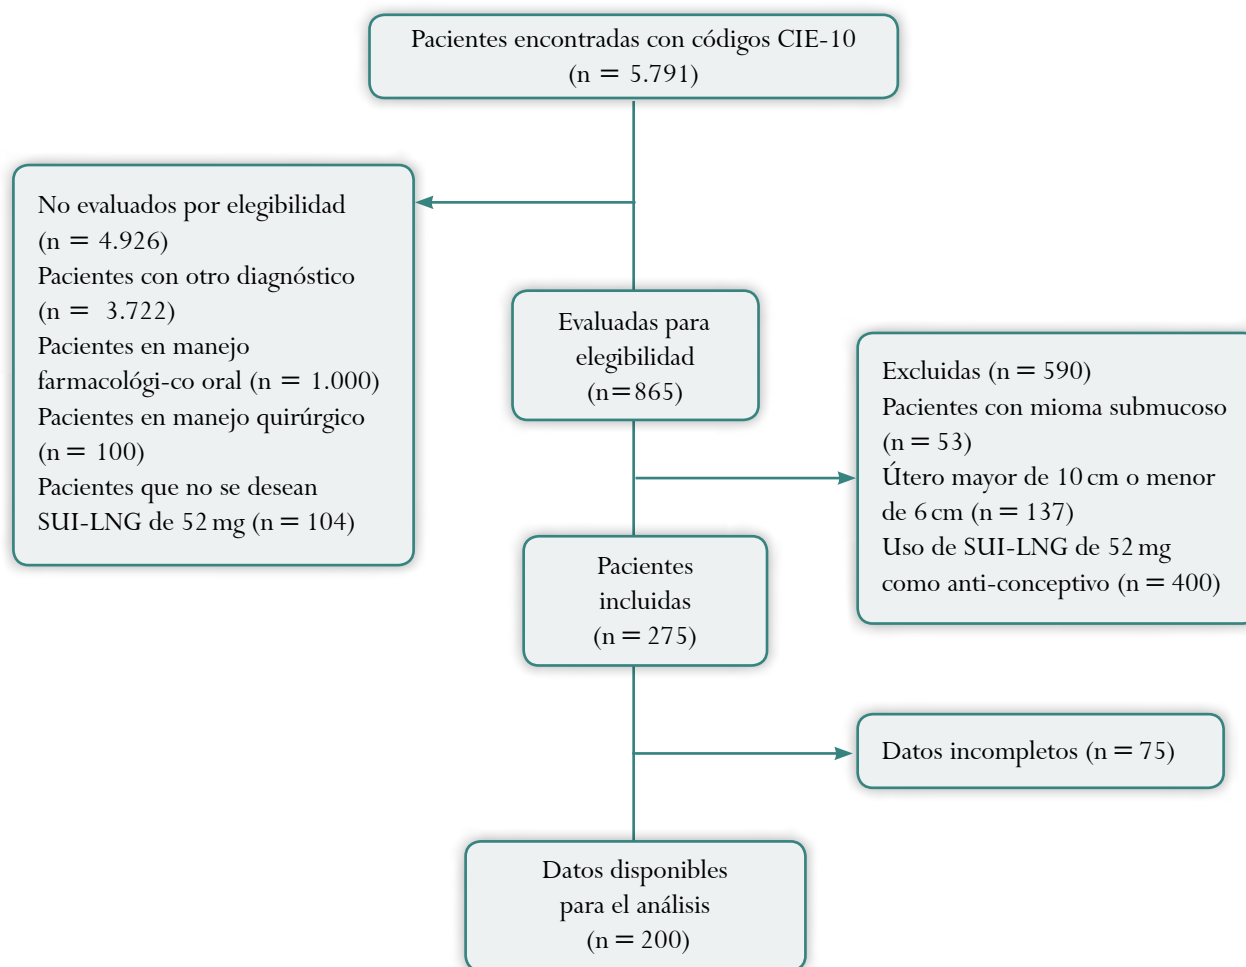 Pacientes encontradas con códigos CIE-10
(n = 5.791)
No evaluados por elegibilidad
(n = 4.926)
Pacientes con otro diagnóstico
(n = 3.722)
Pacientes en manejo
farmacológi-co oral (n = 1.000)
Pacientes en manejo quirúrgico
(n = 100)
Pacientes que no se desean
SUI-LNG de 52 mg (n = 104)
Evaluadas para
elegibilidad
(n=865)
Excluidas (n = 590)
Pacientes con mioma submucoso
(n = 53)
Útero mayor de 10 cm o menor
de 6 cm (n = 137)
Uso de SUI-LNG de 52 mg
como anti-conceptivo (n = 400)
Pacientes
incluidas
(n = 275)
Datos incompletos (n = 75)
Datos disponibles
para el análisis
(n = 200)